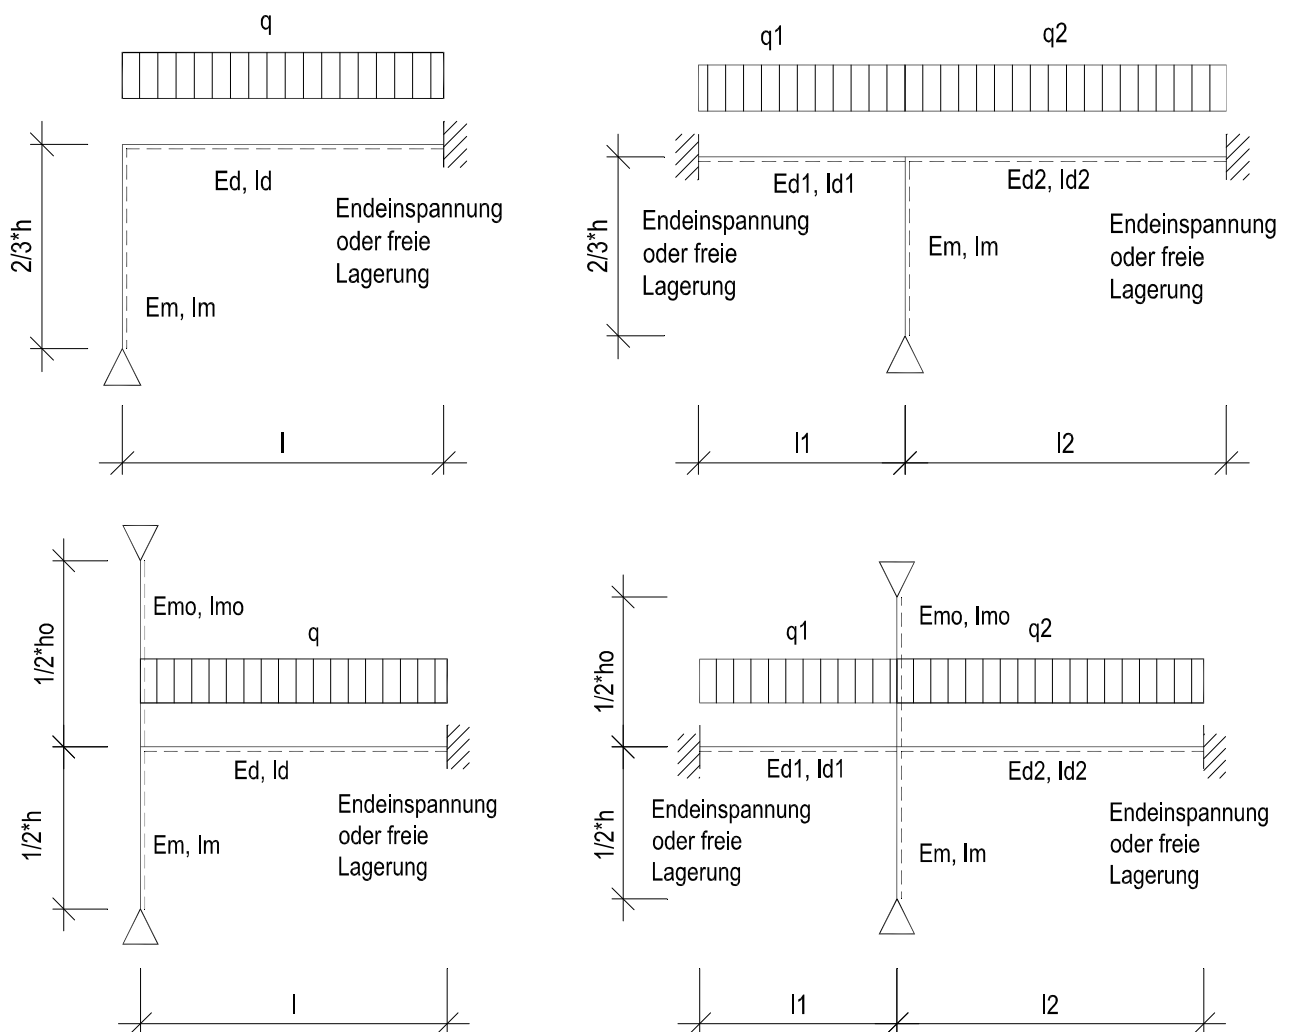 q
Ed, Id
2/3*h
Endeinspannung
oder freie
Lagerung
Em, Im
l
q1
q2
Ed1, Id1
Ed2, Id2
2/3*h
Endeinspannung
oder freie
Lagerung
Em, Im
Endeinspannung
oder freie
Lagerung
l1
l2
1/2*ho
Emo, Imo
q
Ed, Id
1/2*h
Endeinspannung
oder freie
Lagerung
Em, Im
l
1/2*ho
Emo, Imo
q1
q2
Ed1, Id1
Ed2, Id2
1/2*h
Endeinspannung
oder freie
Lagerung
Em, Im
Endeinspannung
oder freie
Lagerung
l1
l2